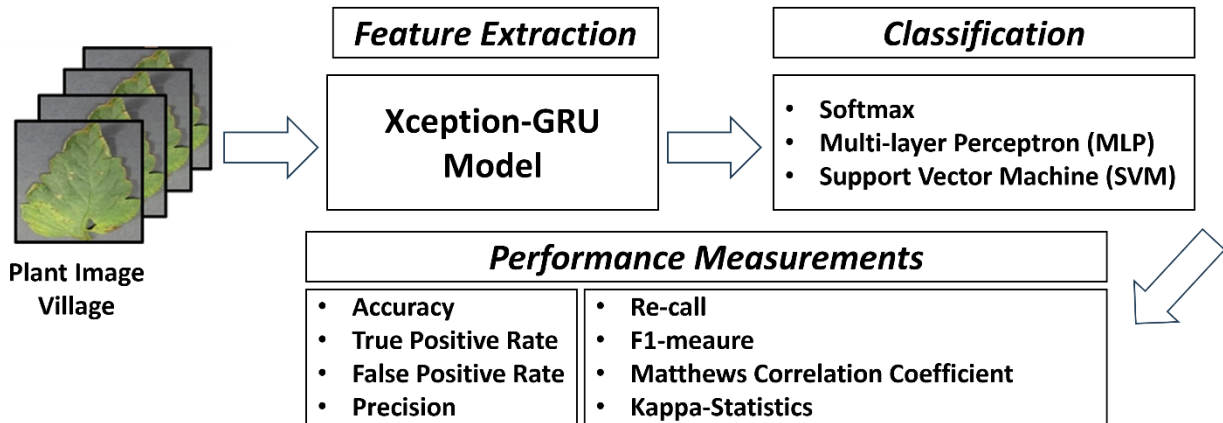 Feature Extraction
Classification
Xception-GRU
Model
• Softmax
• Multi-layer Perceptron (MLP)
• Support Vector Machine (SVM)
Plant Image
Village
Performance Measurements
• Accuracy
• True Positive Rate
• False Positive Rate
• Precision
• Re-call
• F1-meaure
• Matthews Correlation Coefficient
• Kappa-Statistics